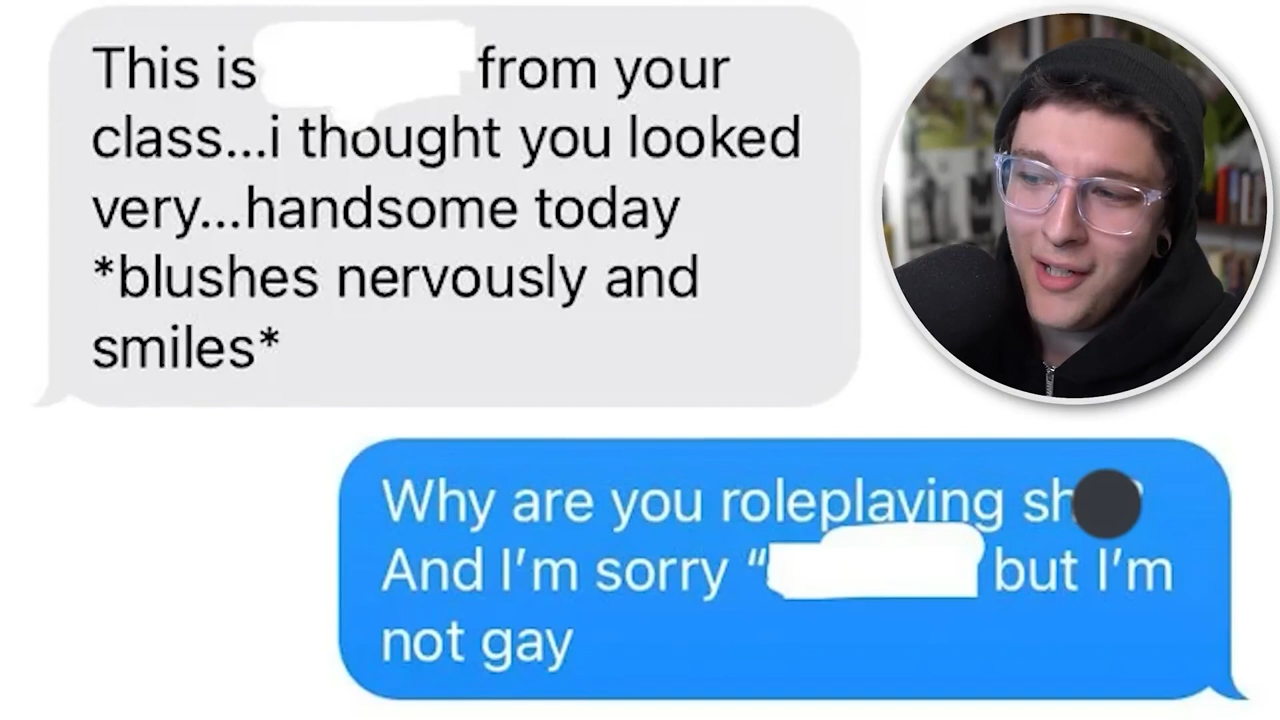 This is from your
class...i thought you looked
very...handsome today
*blushes nervously and
smiles*
Why are you roleplaying
And I'm sorry “ but I'm
not gay